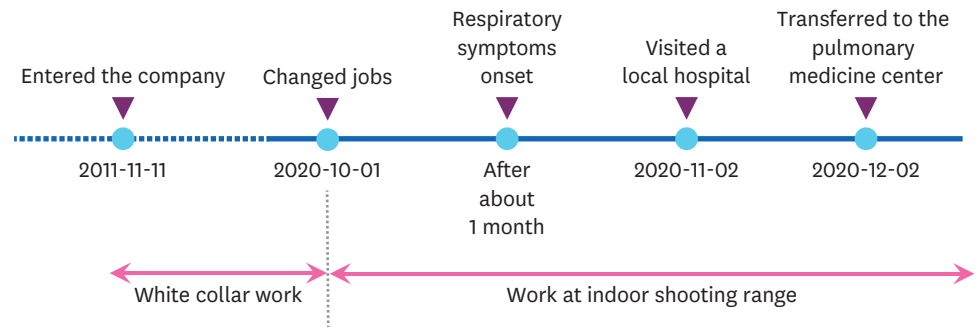 Entered the company
Changed jobs
Respiratory
symptoms
onset
Visited a
local hospital
Transferred to the
pulmonary
medicine center
2011-11-11
2020-10-01
After
about
1 month
2020-11-02
2020-12-02
White collar work
Work at indoor shooting range